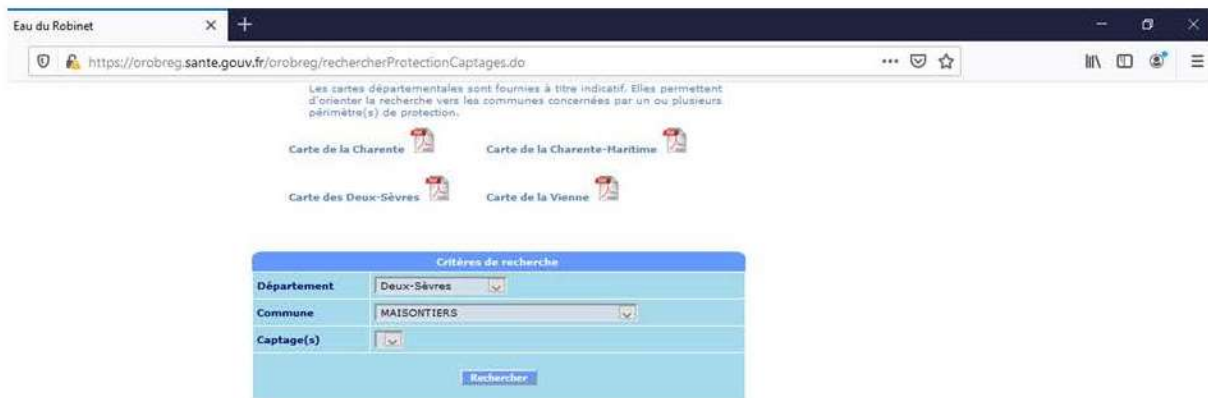 Eau du Robinet
https://orobreg.sante.gouv.fr/orobreg/rechercherProtectionCaptages.do
Les cartes départementales sont fournies à titre indicatif. Elles permettent
d'orienter la recherche vers les communes concernées par un ou plusieurs
périmètre(s) de protection.
Carte de la Charente
Carte de la Charente-Maritime
Carte des Deux-Sèvres
Carte de la Vienne
Critères de recherche
Département Deux-Sèvres
Commune MAISONTIERS
Captage(s)
Rechercher